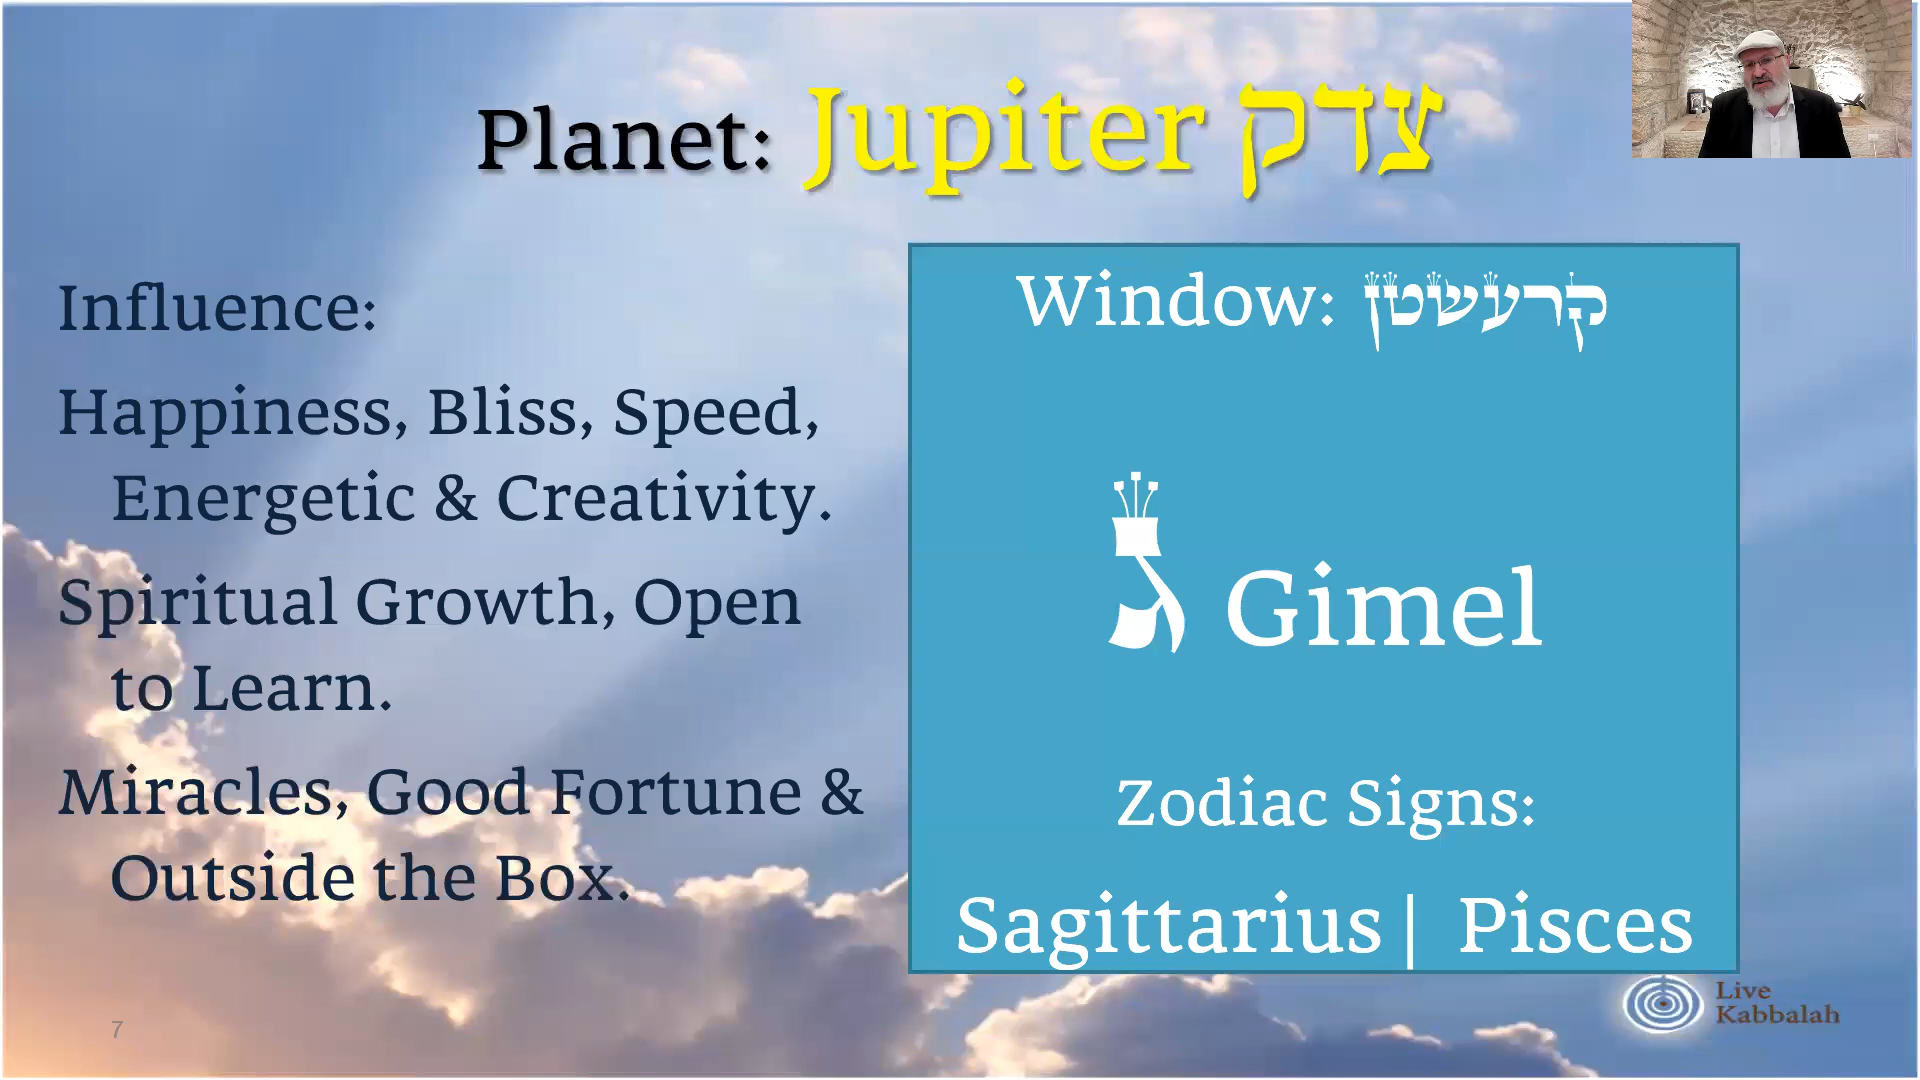 Planet: Jupiter צדק
Influence:
Happiness, Bliss, Speed,
Energetic & Creativity.
Spiritual Growth, Open
to Learn.
Miracles, Good Fortune &
Outside the Box.
Window: קרעשטן
ג Gimel
Zodiac Signs:
Sagittarius | Pisces
Live
Kabbalah
7